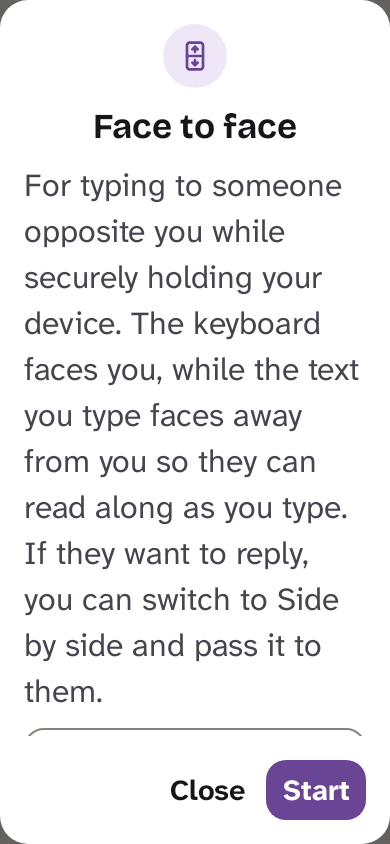 Face to face
For typing to someone
opposite you while
securely holding your
device. The keyboard
faces you, while the text
you type faces away
from you so they can
read along as you type.
If they want to reply,
you can switch to Side
by side and pass it to
them.
Close Start